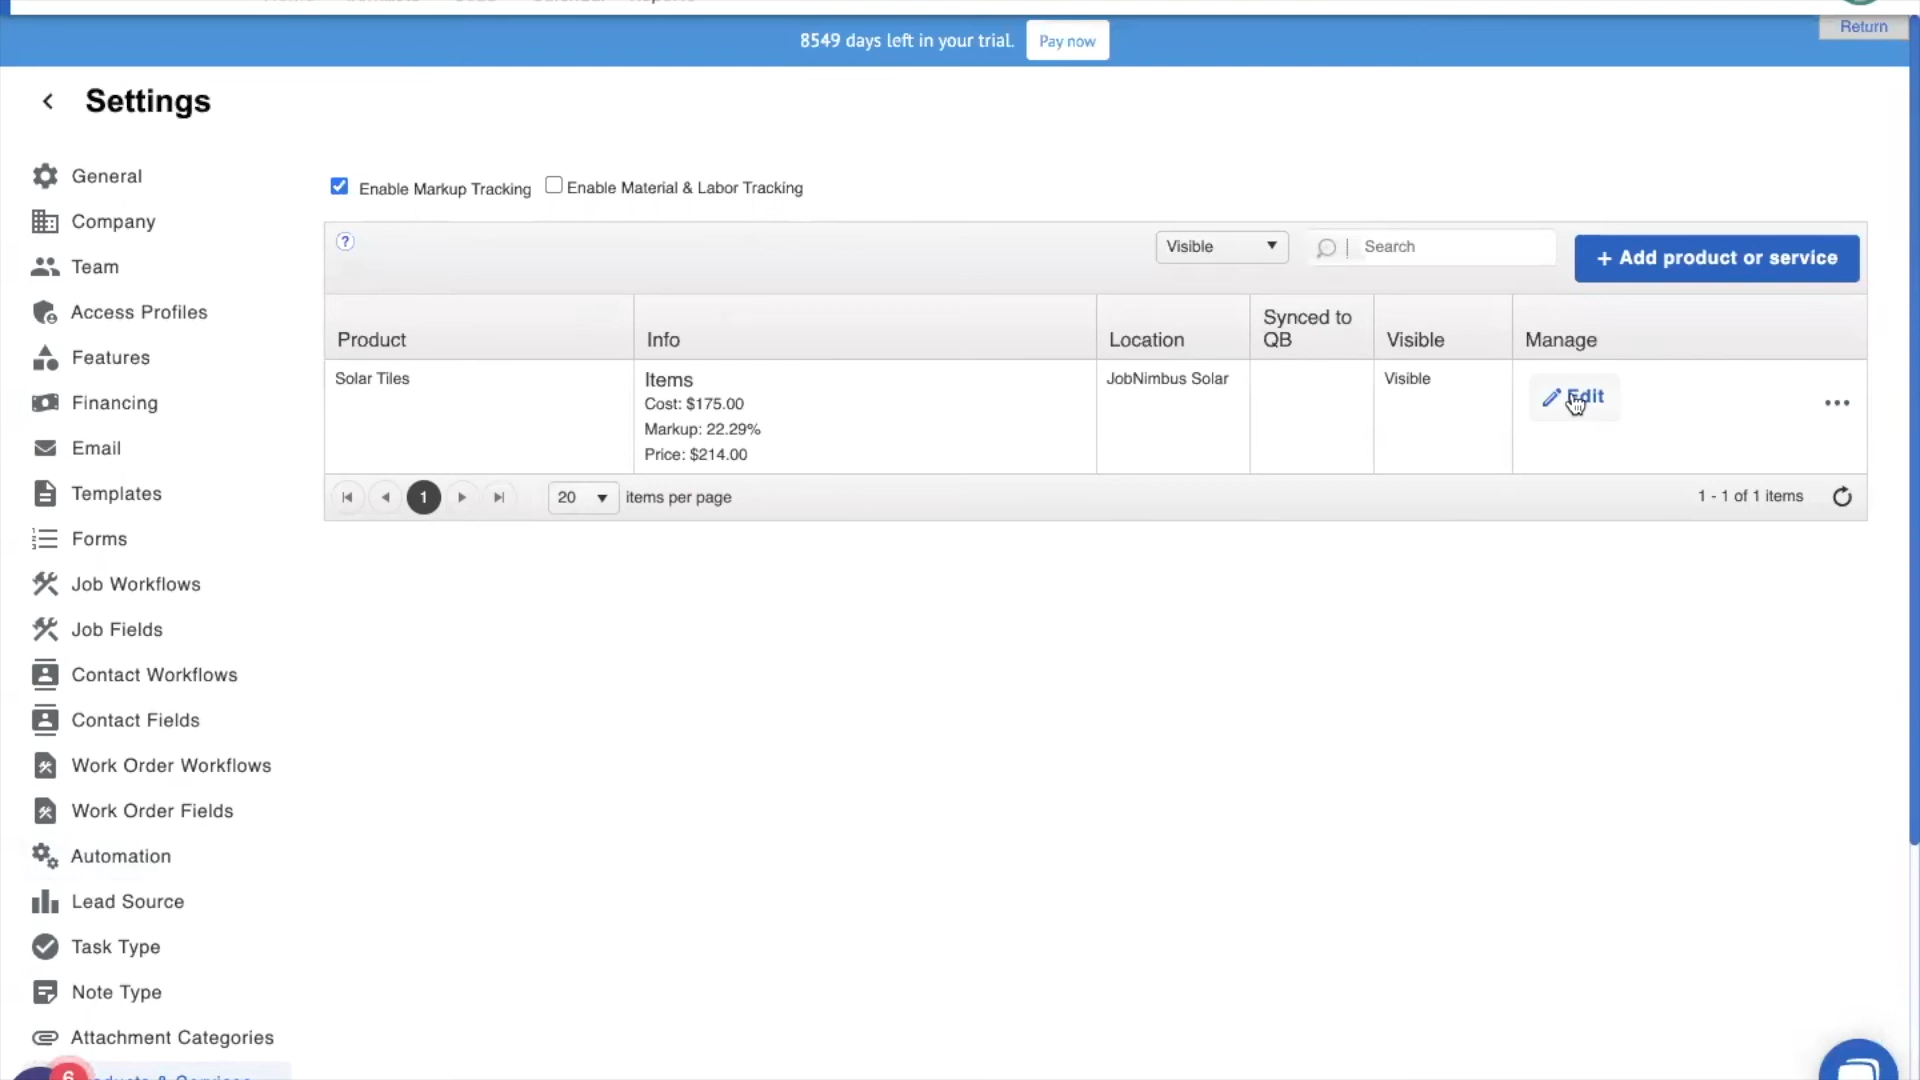 8549 days left in your trial.
Pay now
Return
Settings
General
Company
Team
Access Profiles
Features
Financing
Email
Templates
Forms
Job Workflows
Job Fields
Contact Workflows
Contact Fields
Work Order Workflows
Work Order Fields
Automation
Lead Source
Task Type
Note Type
Attachment Categories
6
Enable Markup Tracking
Enable Material & Labor Tracking
?
Visible
Search
+ Add product or service
Product
Info
Location
Synced to
QB
Visible
Manage
Solar Tiles
Items
Cost: $175.00
Markup: 22.29%
Price: $214.00
JobNimbus Solar
Visible
Edit
1
20
items per page
1 - 1 of 1 items